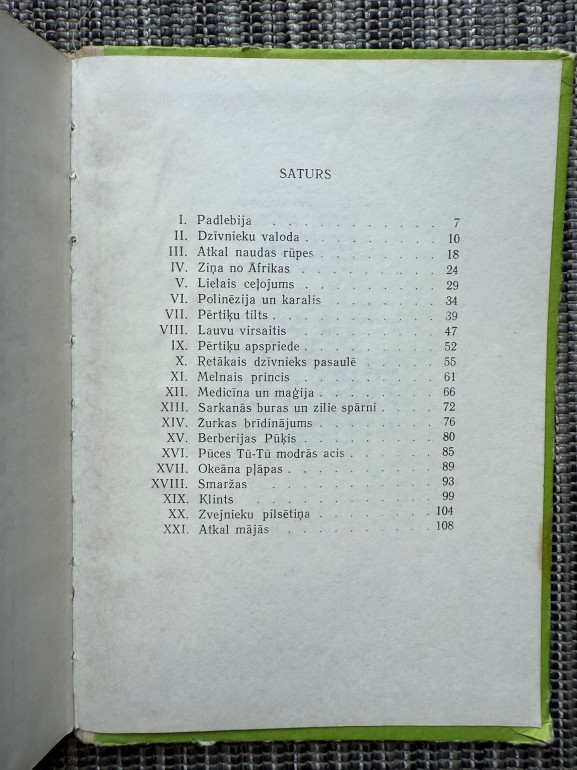 SATURS
I. Padlebija . . . . . . . . . . 7
II. Dzīvnieku valoda . . . . . . . . 10
III. Atkal naudas rūpes . . . . . . . 18
IV. Ziņa no Āfrikas . . . . . . . . 24
V. Lielais ceļojums . . . . . . . . 29
VI. Polinēzija un karalis . . . . . . 34
VII. Pērtiķu tilts . . . . . . . . . 39
VIII. Lauvu virsaitis . . . . . . . . 47
IX. Pērtiķu apspriede . . . . . . . 52
X. Retākais dzīvnieks pasaulē . . . . 55
XI. Melnais princis . . . . . . . . 61
XII. Medicīna un maģija . . . . . . . 66
XIII. Sarkanās buras un zilie spārni . . . 72
XIV. Žurkas brīdinājums . . . . . . . 76
XV. Berberijas Pūķis . . . . . . . . 80
XVI. Pūces Tū-Tū modrās acis . . . . . 85
XVII. Okeāna pļāpas . . . . . . . . 89
XVIII. Smaržas . . . . . . . . . . 93
XIX. Klints . . . . . . . . . . . 99
XX. Zvejnieku pilsētiņa . . . . . . . 104
XXI. Atkal mājās . . . . . . . . . 108